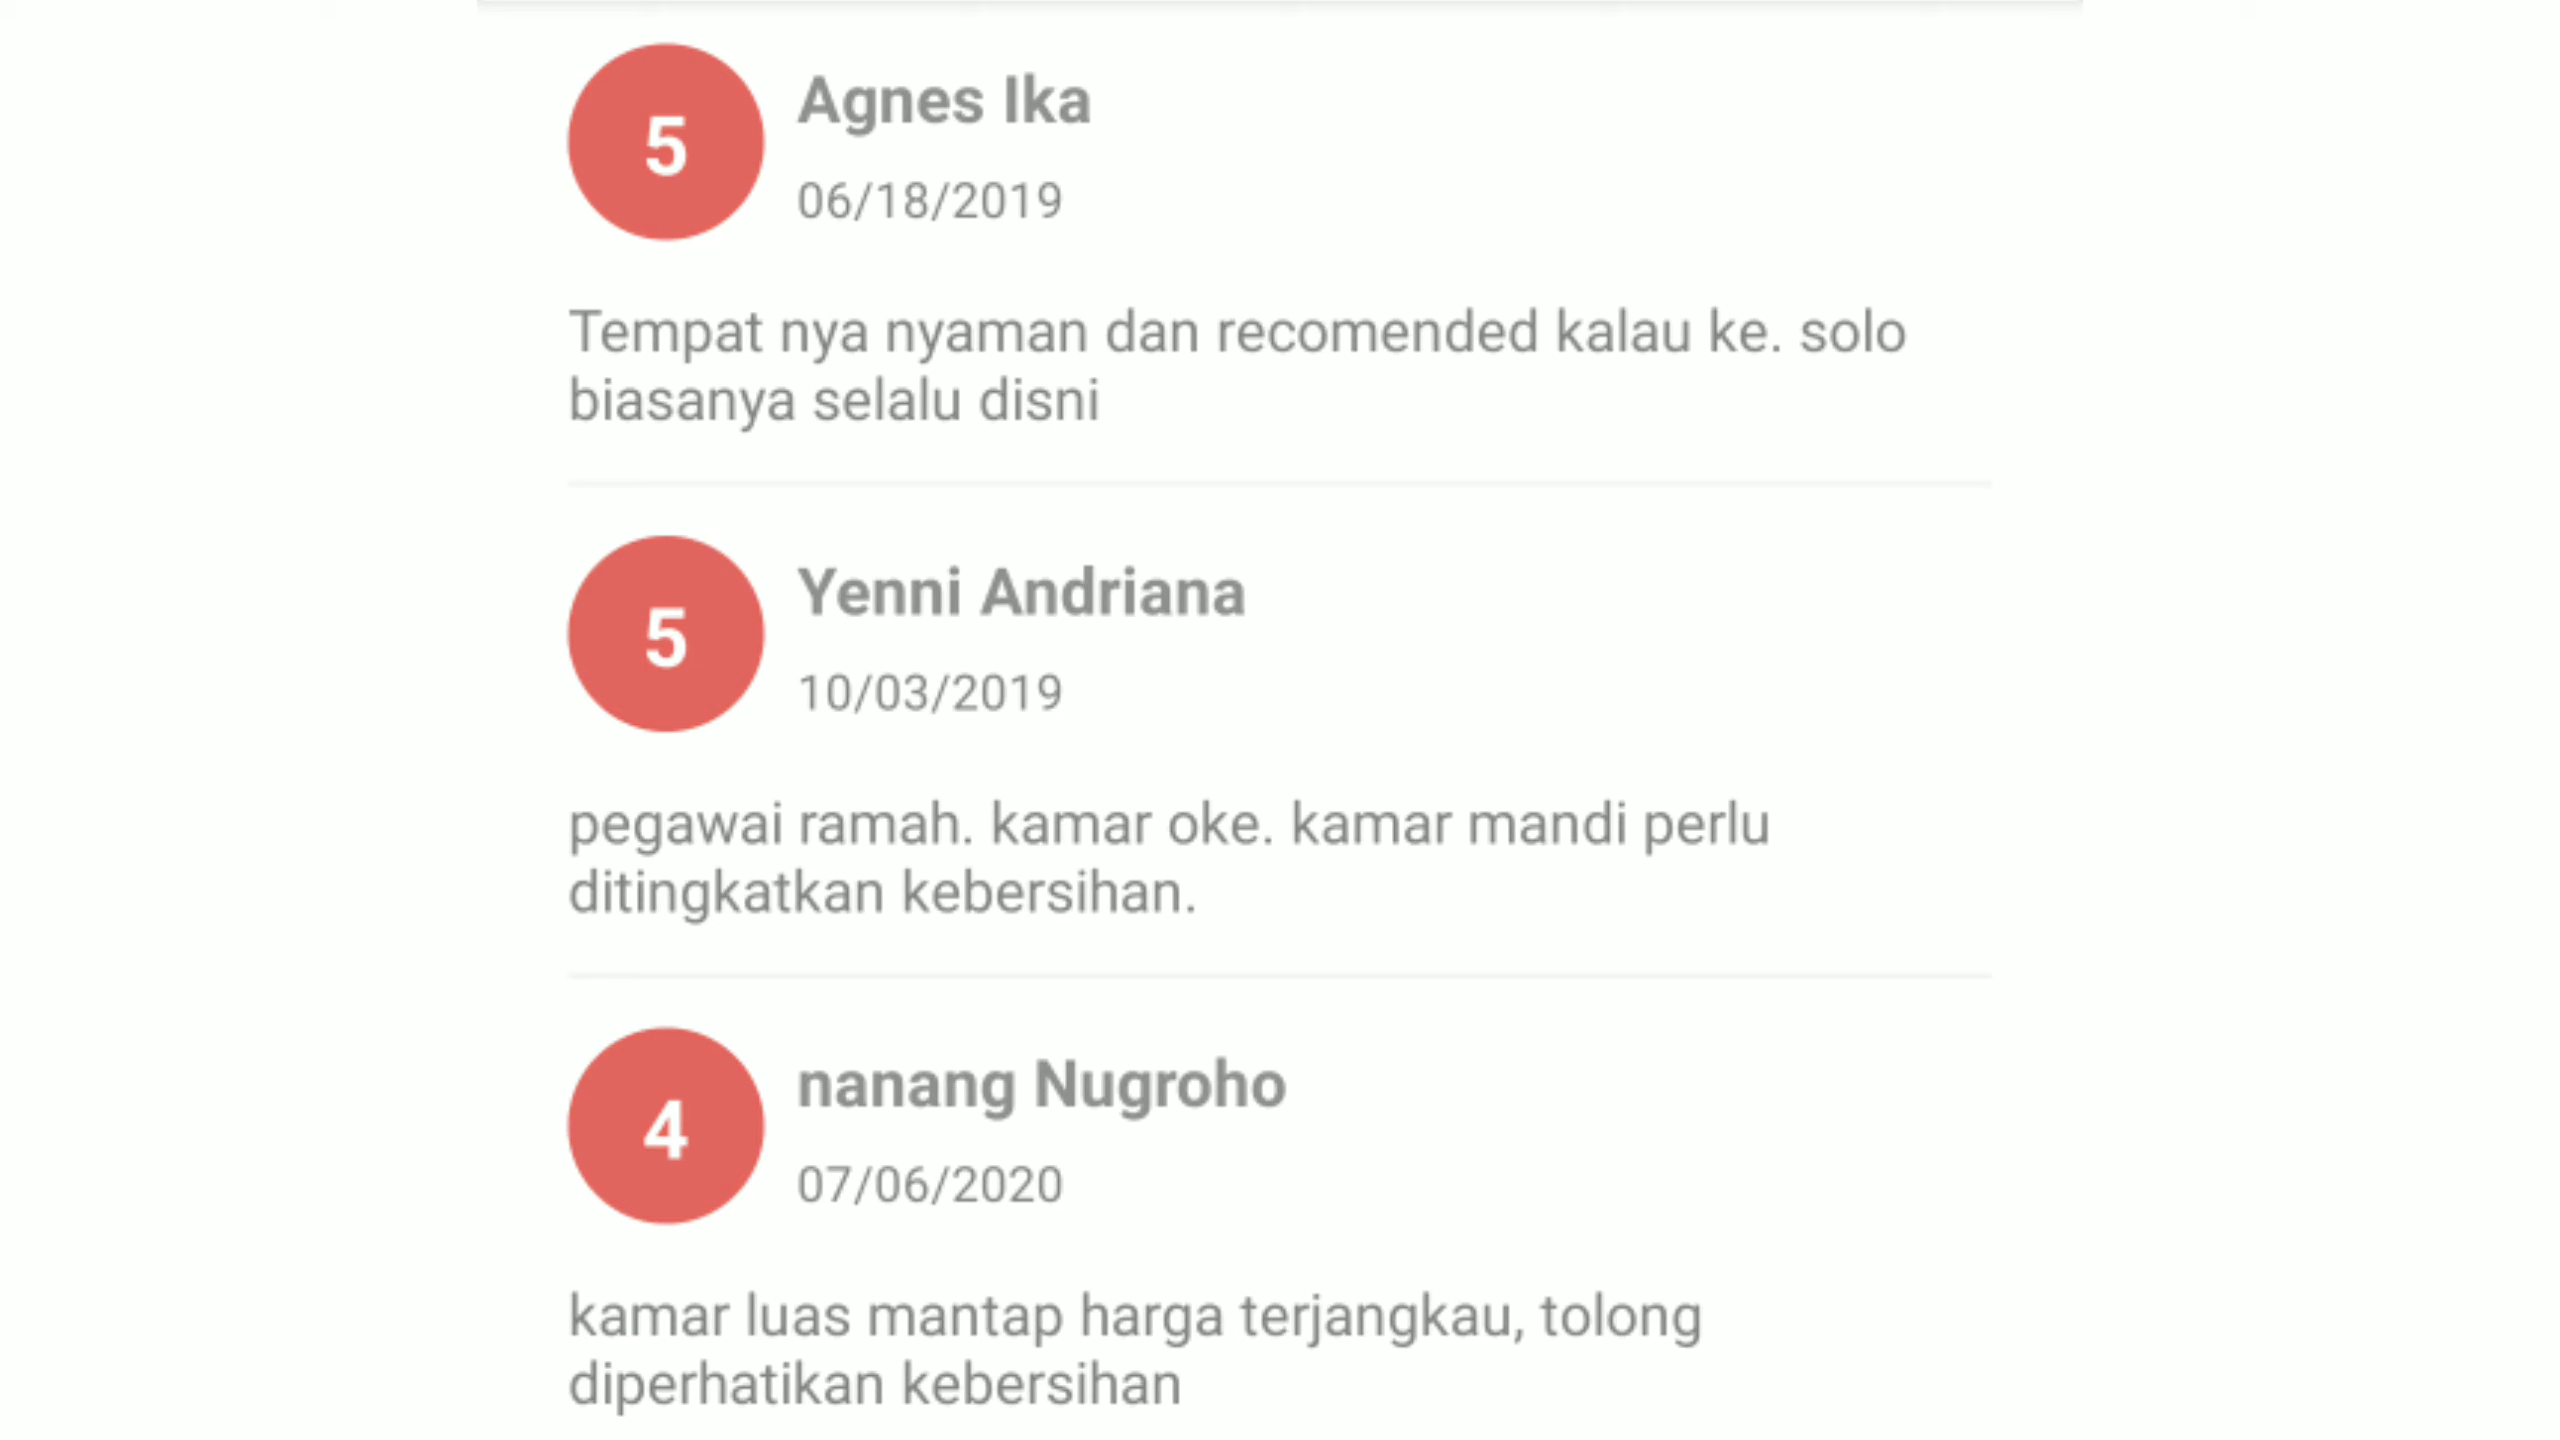 5
Agnes Ika
06/18/2019
Tempat nya nyaman dan recomended kalau ke. solo
biasanya selalu disni
5
Yenni Andriana
10/03/2019
pegawai ramah. kamar oke. kamar mandi perlu
ditingkatkan kebersihan.
4
nanang Nugroho
07/06/2020
kamar luas mantap harga terjangkau, tolong
diperhatikan kebersihan